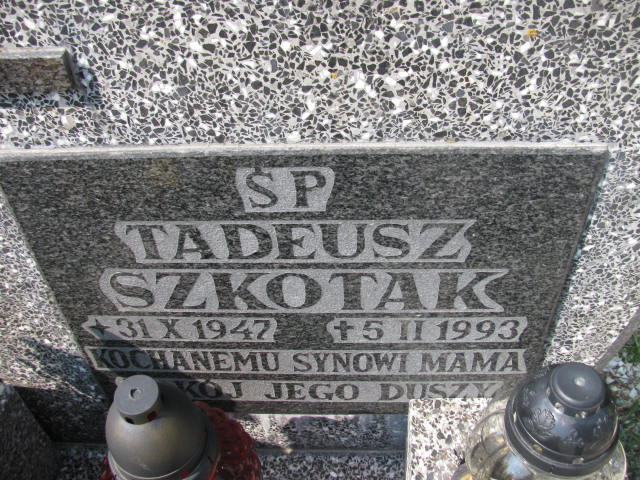 ŚP
TADEUSZ
SZKOTAK
*31 X 1947 +5 II 1993
KOCHANEMU SYNOWI MAMA
JEGO DUSZY